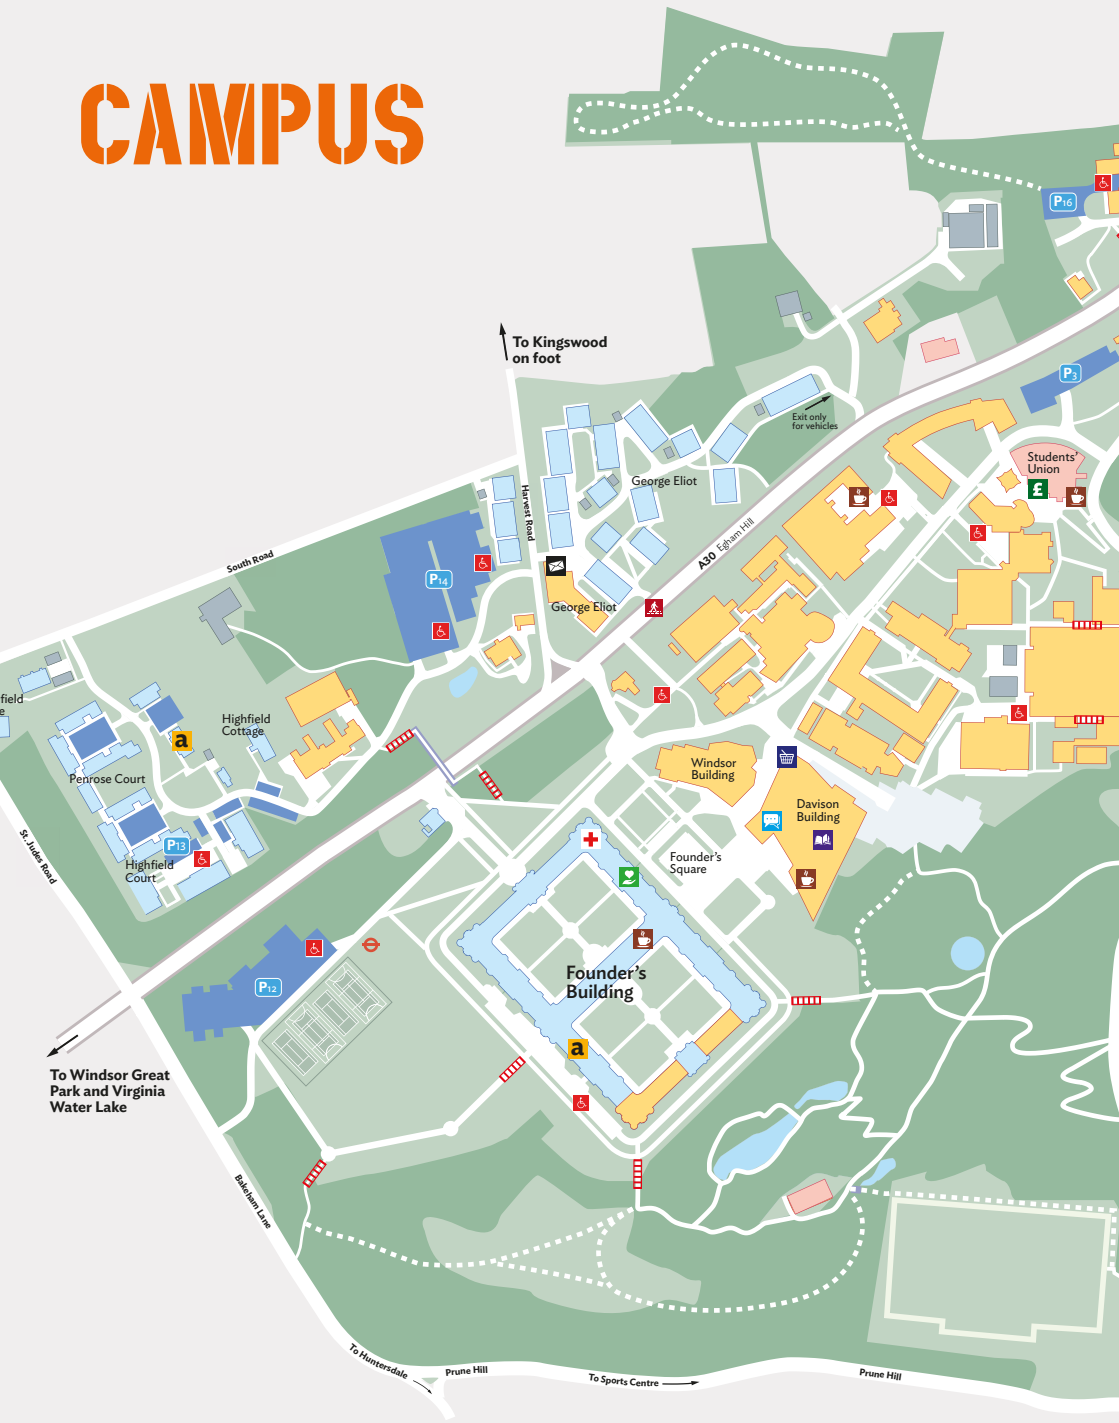 CAMPUS
P16
To Kingswood
on foot
P3
Exit only
for vehicles
Students'
Union
£
George Eliot
Harvest Road
A30 Egham Hill
South Road
P14
George Eliot
field
e
Highfield
Cottage
a
Penrose Court
Windsor
Building
Davison
Building
St. Judes Road
P13
Highfield
Court
Founder's
Square
Founder's
Building
P12
a
To Windsor Great
Park and Virginia
Water Lake
Bakeham Lane
To Huntersdale
Prune Hill
To Sports Centre
Prune Hill